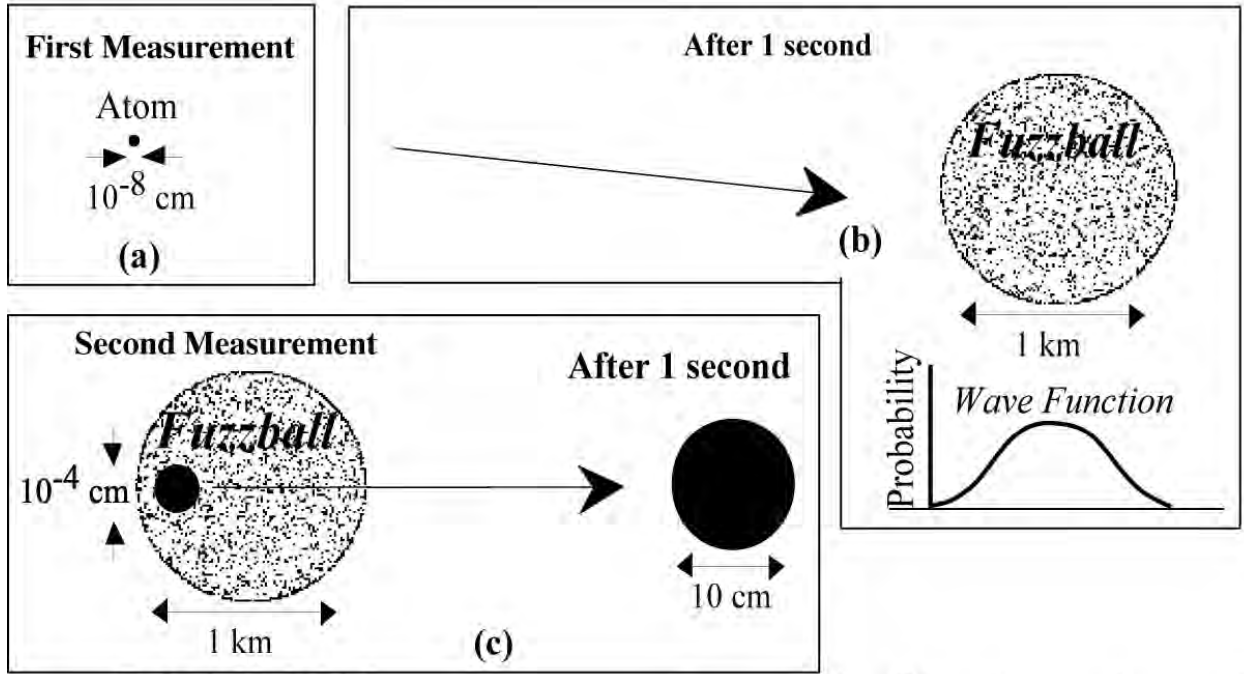 First Measurement
Atom
10⁻⁸ cm
(a)
After 1 second
Fuzzball
(b)
1 km
Probability
Wave Function
Second Measurement
After 1 second
Fuzzball
10⁻⁴ cm
10 cm
1 km
(c)